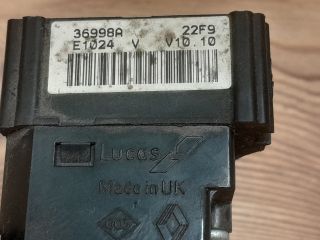 36998A 22F9
E1024 V V10.10
LUCAS
Made in UK